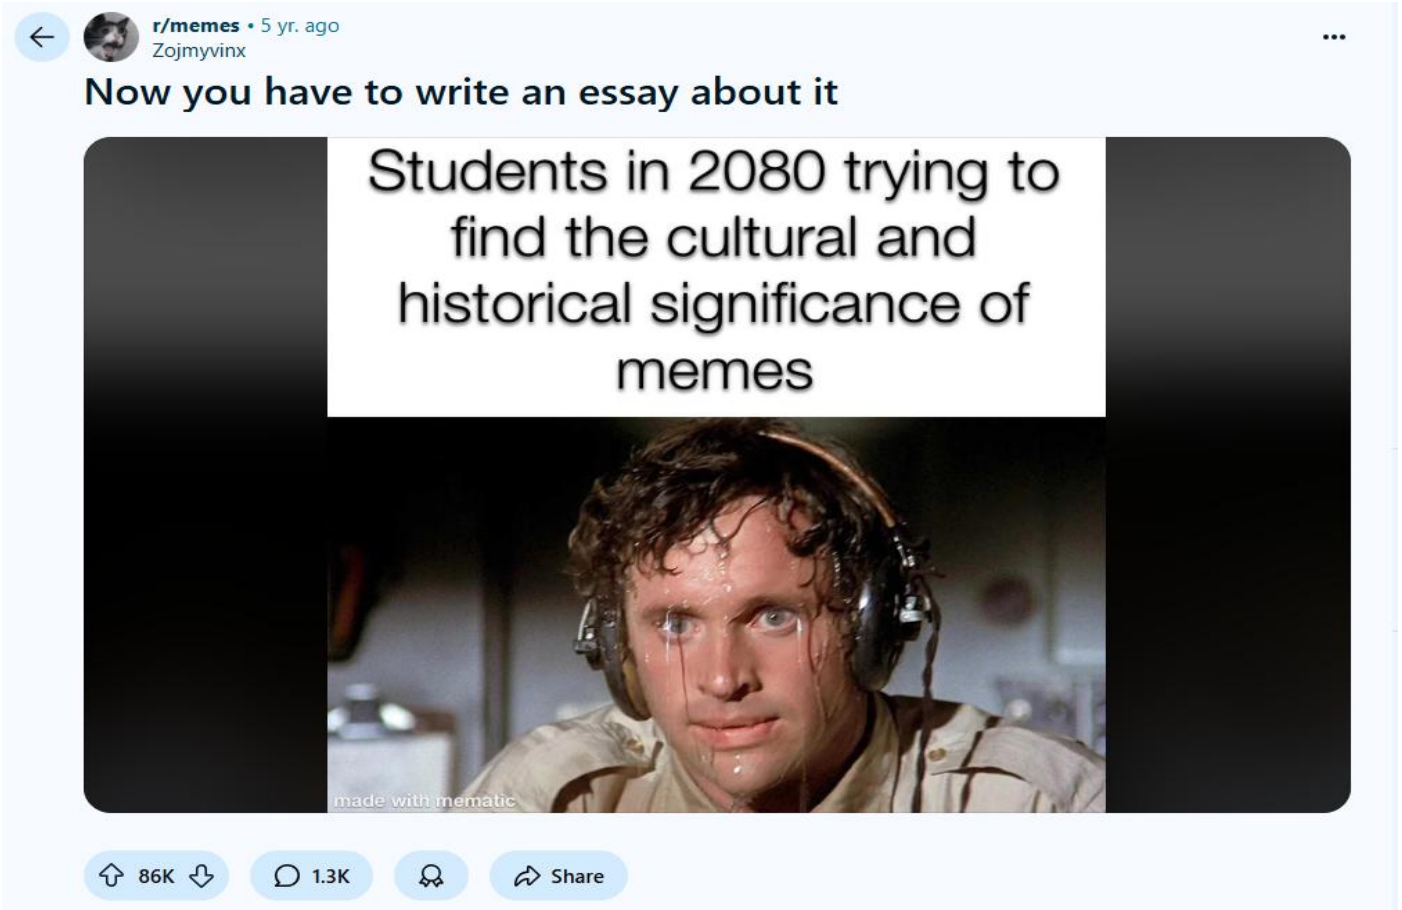 r/memes • 5 yr. ago
Zojmyvinx
Now you have to write an essay about it
Students in 2080 trying to
find the cultural and
historical significance of
memes
made with mematic
86K
1.3K
Share